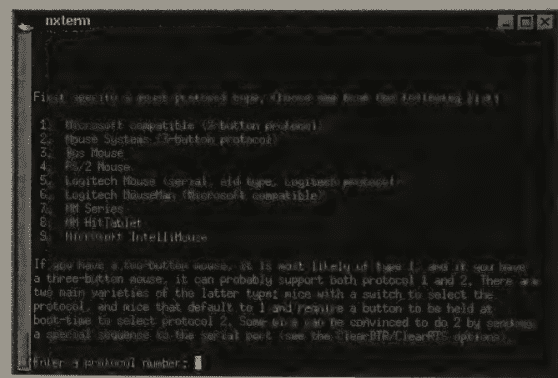 nxterm
First specify a mouse protocol type. Choose one from the following list:
1. Microsoft compatible (2-button protocol)
2. Mouse Systems (3-button protocol)
3. Bus Mouse
4. PS/2 Mouse
5. Logitech Mouse (serial, old type, Logitech protocol)
6. Logitech MouseMan (Microsoft compatible)
7. MM Series
8. MM HitTablet
9. Microsoft IntelliMouse
If you have a two-button mouse, it is most likely of type 1, and if you have
a three-button mouse, it can probably support both protocol 1 and 2. There are
two main varieties of the latter type: mice with a switch to select the
protocol, and mice that default to 1 and require a button to be held at
boot-time to select protocol 2. Some mice can be convinced to do 2 by sending
a special sequence to the serial port (see the ClearDTR/ClearRTS options).
Enter a protocol number: